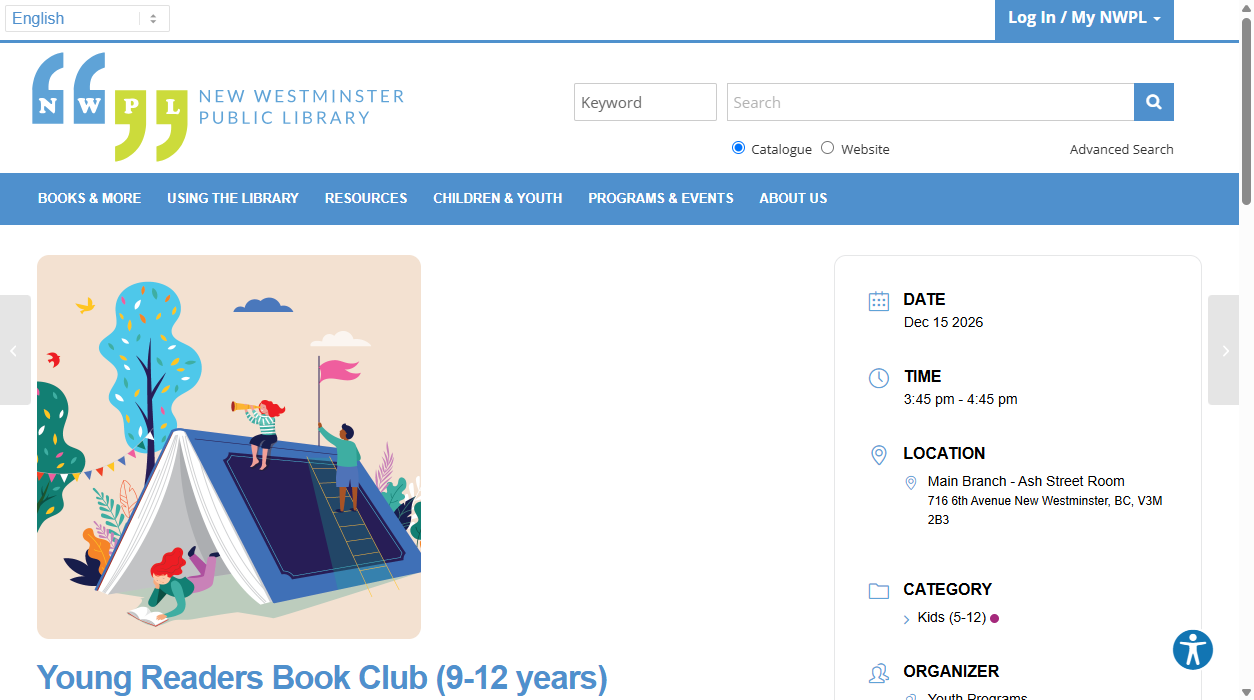 English
Log In / My NWPL
N W P L
NEW WESTMINSTER
PUBLIC LIBRARY
Keyword
Search
Catalogue
Website
Advanced Search
BOOKS & MORE
USING THE LIBRARY
RESOURCES
CHILDREN & YOUTH
PROGRAMS & EVENTS
ABOUT US
Young Readers Book Club (9-12 years)
DATE
Dec 15 2026
TIME
3:45 pm - 4:45 pm
LOCATION
Main Branch - Ash Street Room
716 6th Avenue New Westminster, BC, V3M
2B3
CATEGORY
Kids (5-12)
ORGANIZER
Youth Programs